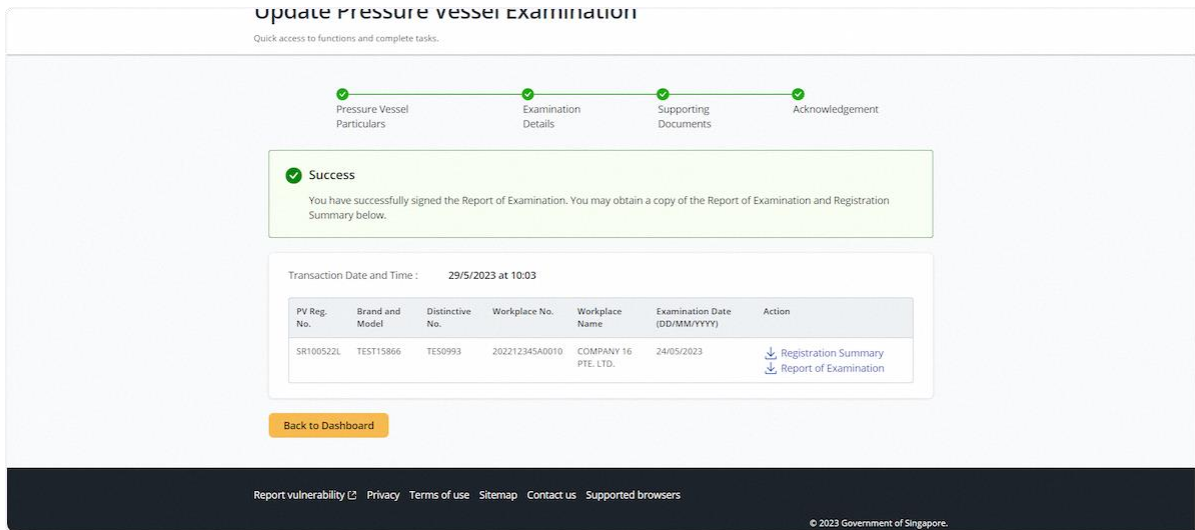 Update Pressure Vessel Examination
Quick access to functions and complete tasks.
Pressure Vessel Particulars
Examination Details
Supporting Documents
Acknowledgement
Success
You have successfully signed the Report of Examination. You may obtain a copy of the Report of Examination and Registration
Summary below.
Transaction Date and Time : 29/5/2023 at 10:03
PV Reg. No. Brand and Model Distinctive No. Workplace No. Workplace Name Examination Date (DD/MM/YYYY) Action
SR100522L TEST15866 TES0993 202212345A0010 COMPANY 16 PTE. LTD. 24/05/2023 Registration Summary
Report of Examination
Back to Dashboard
Report vulnerability Privacy Terms of use Sitemap Contact us Supported browsers
© 2023 Government of Singapore.